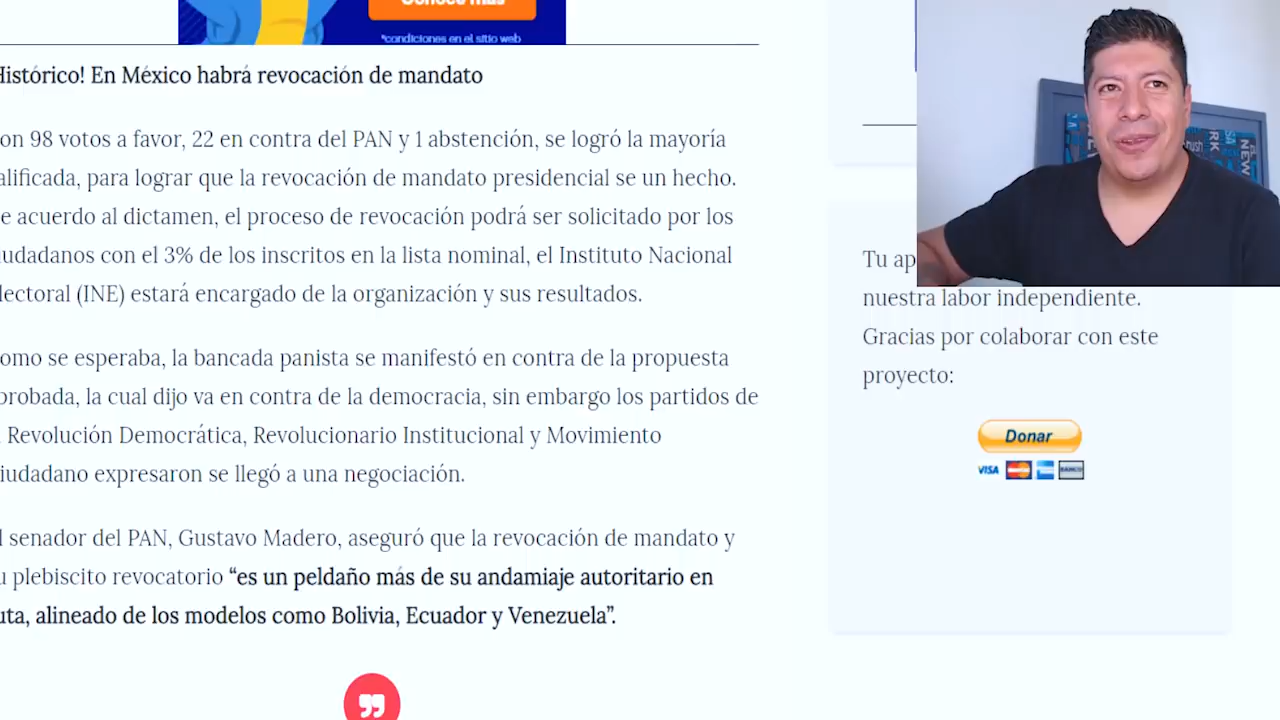 Conoce más
*condiciones en el sitio web
Histórico! En México habrá revocación de mandato
on 98 votos a favor, 22 en contra del PAN y 1 abstención, se logró la mayoría
alificada, para lograr que la revocación de mandato presidencial se un hecho.
e acuerdo al dictamen, el proceso de revocación podrá ser solicitado por los
udadanos con el 3% de los inscritos en la lista nominal, el Instituto Nacional
lectoral (INE) estará encargado de la organización y sus resultados.
omo se esperaba, la bancada panista se manifestó en contra de la propuesta
probada, la cual dijo va en contra de la democracia, sin embargo los partidos de
Revolución Democrática, Revolucionario Institucional y Movimiento
iudadano expresaron se llegó a una negociación.
l senador del PAN, Gustavo Madero, aseguró que la revocación de mandato y
u plebiscito revocatorio “es un peldaño más de su andamiaje autoritario en
uta, alineado de los modelos como Bolivia, Ecuador y Venezuela”.
Tu ap
nuestra labor independiente.
Gracias por colaborar con este
proyecto:
Donar
VISA
NEW